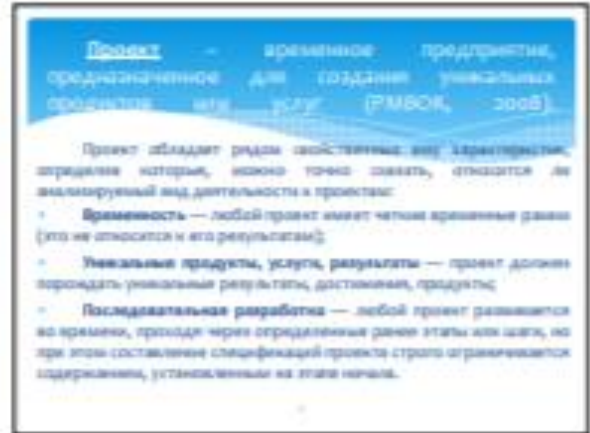 Проект – временное предприятие,
предназначенное для создания уникальных
продуктов или услуг (PMBOK, 2008).
Проект обладает рядом свойственных ему характеристик,
определив которые, можно точно сказать, относится ли
анализируемый вид деятельности к проектам:
Временность — любой проект имеет четкие временные рамки
(это не относится к его результатам);
Уникальные продукты, услуги, результаты — проект должен
порождать уникальные результаты, достижения, продукты;
Последовательная разработка — любой проект развивается
во времени, проходя через определенные ранее этапы или шаги, но
при этом составление спецификаций проекта строго ограничивается
содержанием, установленным на этапе начала.